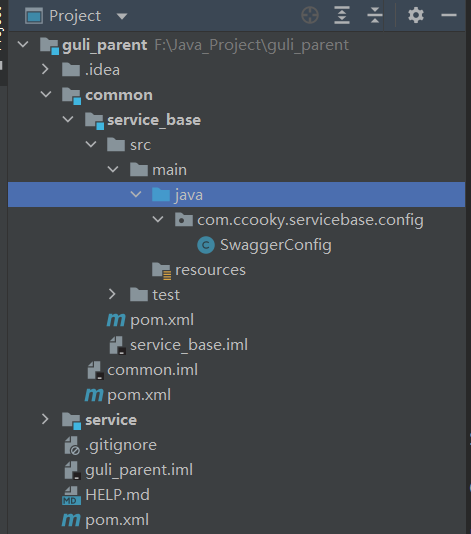 Project
guli_parent F:\Java_Project\guli_parent
.idea
common
service_base
src
main
java
com.ccooky.servicebase.config
C SwaggerConfig
resources
test
m pom.xml
service_base.iml
common.iml
m pom.xml
service
.gitignore
guli_parent.iml
MD HELP.md
m pom.xml